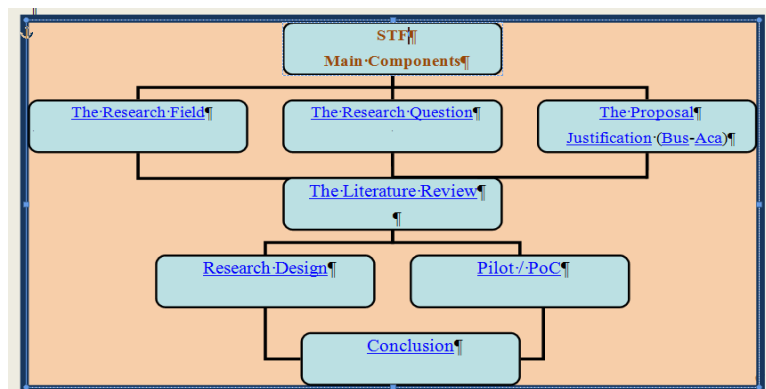 STF
Main Components
The Research Field
The Research Question
The Proposal
Justification (Bus-Aca)
The Literature Review
Research Design
Pilot / PoC
Conclusion